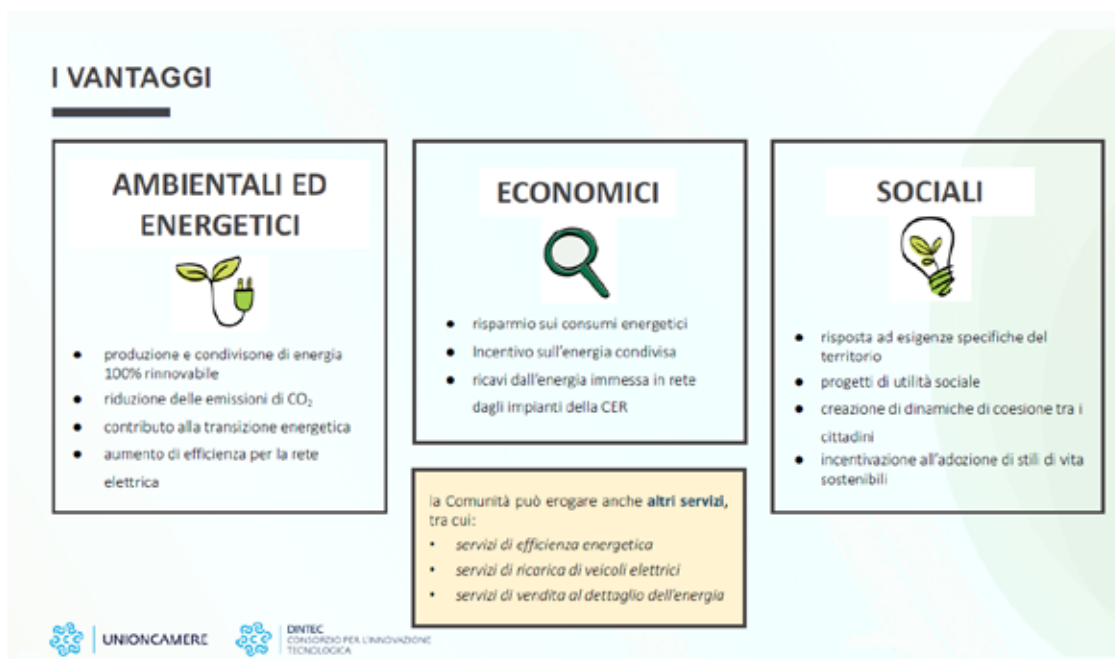 I VANTAGGI
AMBIENTALI ED
ENERGETICI
● produzione e condivisone di energia
100% rinnovabile
● riduzione delle emissioni di CO₂
● contributo alla transizione energetica
● aumento di efficienza per la rete
elettrica
ECONOMICI
● risparmio sui consumi energetici
● Incentivo sull'energia condivisa
● ricavi dall'energia immessa in rete
dagli impianti della CER
la Comunità può erogare anche altri servizi,
tra cui:
• servizi di efficienza energetica
• servizi di ricarica di veicoli elettrici
• servizi di vendita al dettaglio dell'energia
SOCIALI
● risposta ad esigenze specifiche del
territorio
● progetti di utilità sociale
● creazione di dinamiche di coesione tra i
cittadini
● incentivazione all'adozione di stili di vita
sostenibili
UNIONCAMERE
DINTEC
CONSORZIO PER L'INNOVAZIONE
TECNOLOGICA